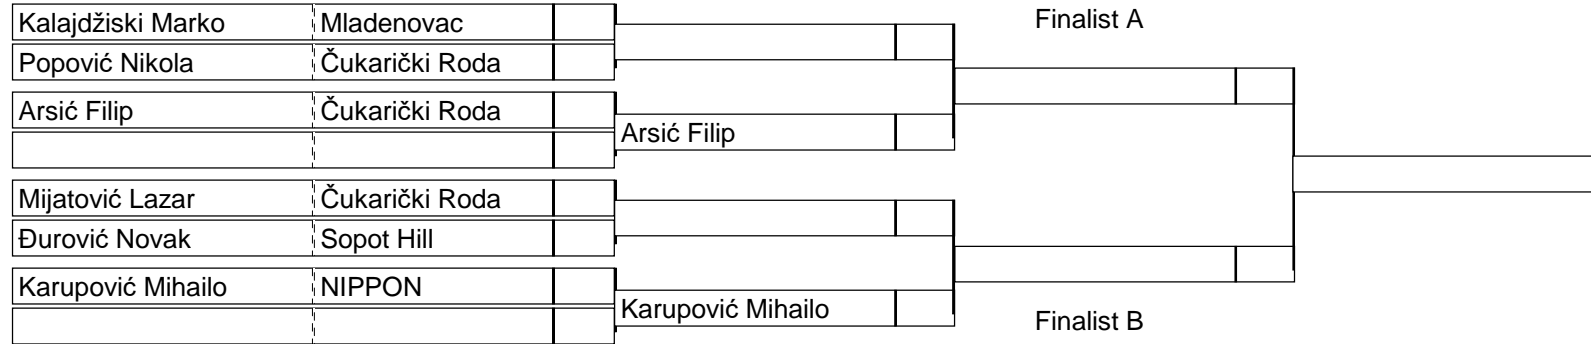 Kalajdžiski Marko Mladenovac
Popović Nikola Čukarički Roda
Arsić Filip Čukarički Roda
Mijatović Lazar Čukarički Roda
Đurović Novak Sopot Hill
Karupović Mihailo NIPPON
Arsić Filip
Karupović Mihailo
Finalist A
Finalist B